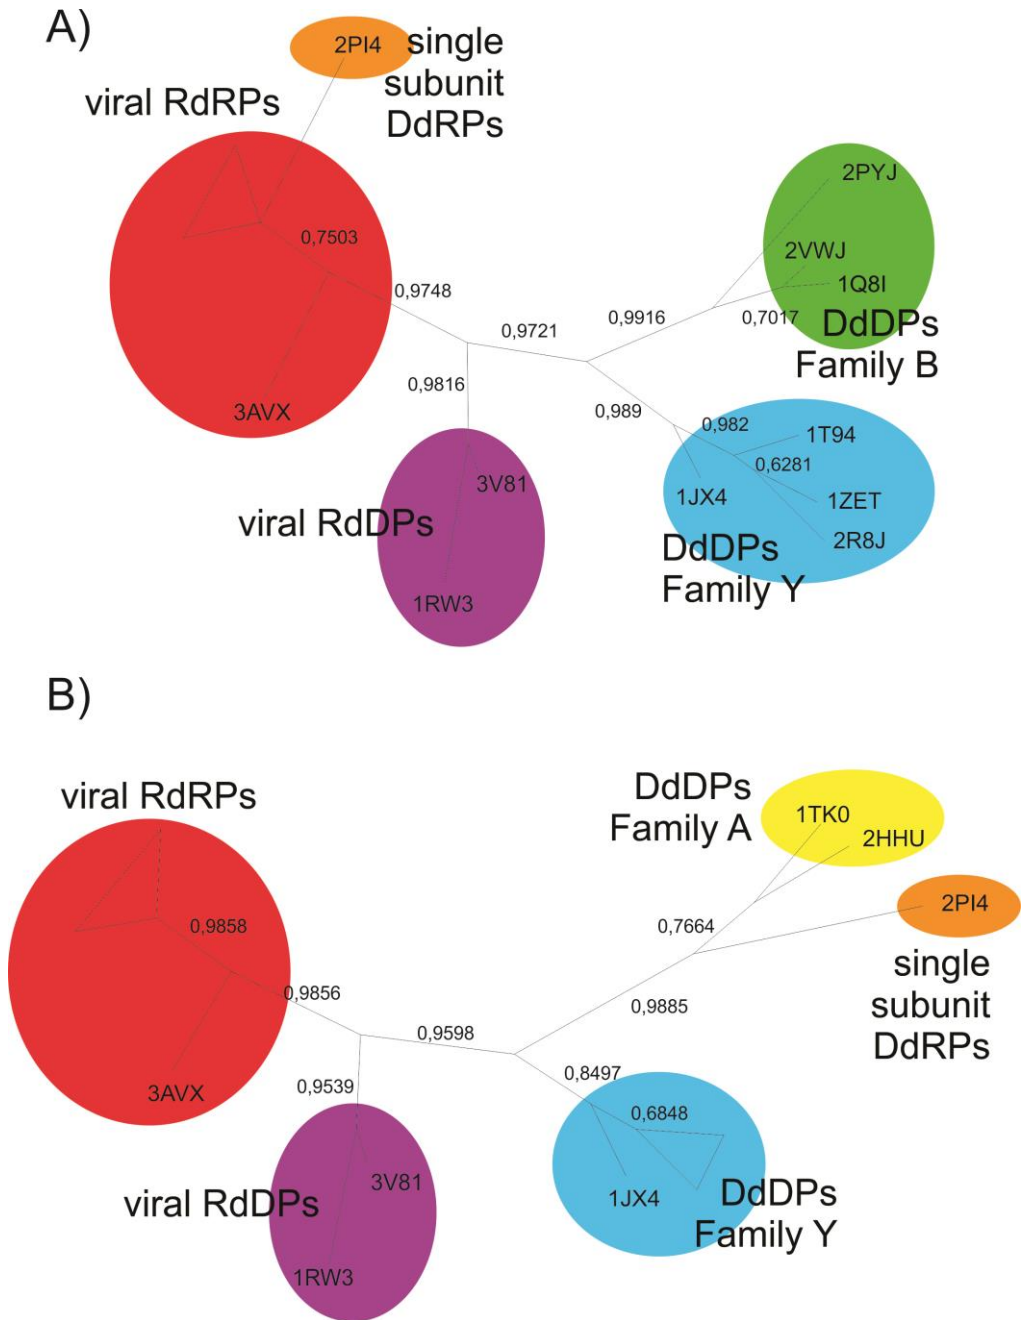 A)
2PI4
single
subunit
DdRPs
viral RdRPs
0,7503
0,9748
3AVX
0,9721
0,9916
0,7017
2PYJ
2VWJ
1Q8I
DdDPs
Family B
0,9816
0,989
0,982
0,6281
1T94
1ZET
2R8J
1JX4
DdDPs
Family Y
3V81
viral RdDPs
1RW3
B)
viral RdRPs
0,9858
0,9856
3AVX
DdDPs
Family A
1TK0
2HHU
0,7664
2PI4
single
subunit
DdRPs
0,9885
0,9598
0,9539
0,8497
0,6848
1JX4
DdDPs
Family Y
3V81
viral RdDPs
1RW3